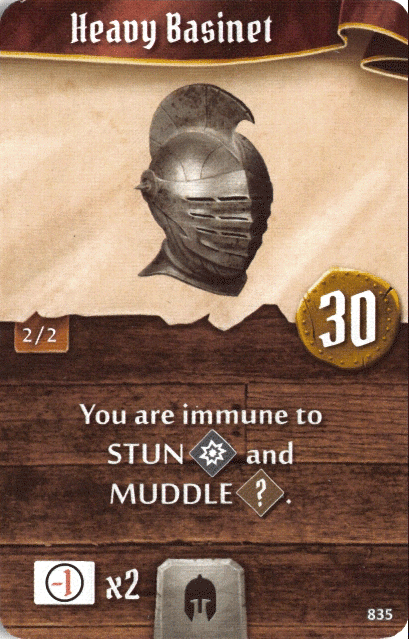 Heavy Basinet
30
2/2
You are immune to
STUN and
MUDDLE ?.
-1 x2
835